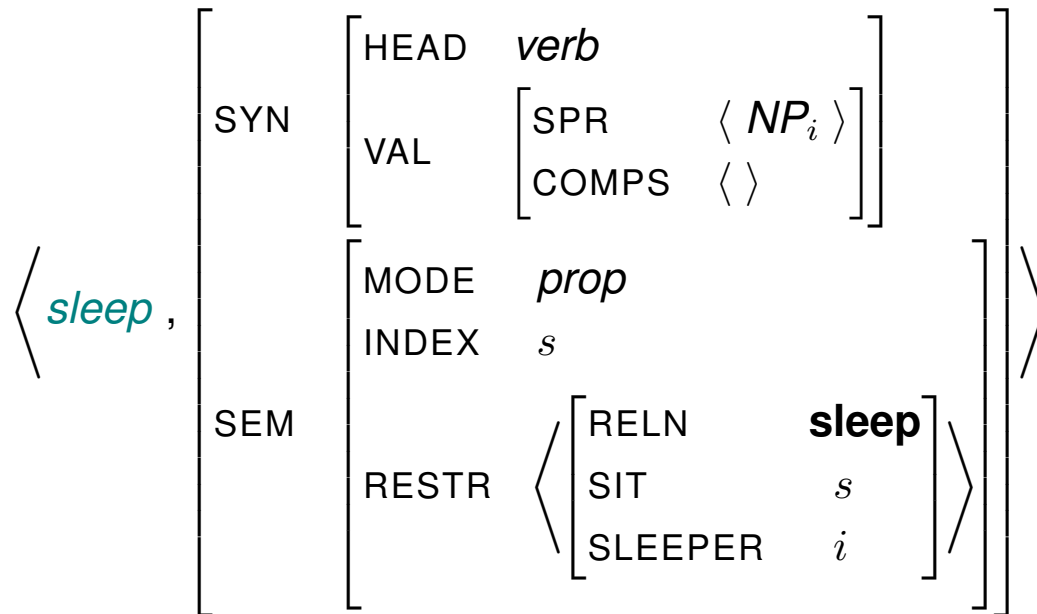 HEAD verb
SYN
SPR ⟨ NP_i ⟩
VAL
COMPS ⟨ ⟩
⟨ sleep ,
MODE prop
INDEX s
SEM
RELN sleep
RESTR ⟨ SIT s ⟩
SLEEPER i
⟩